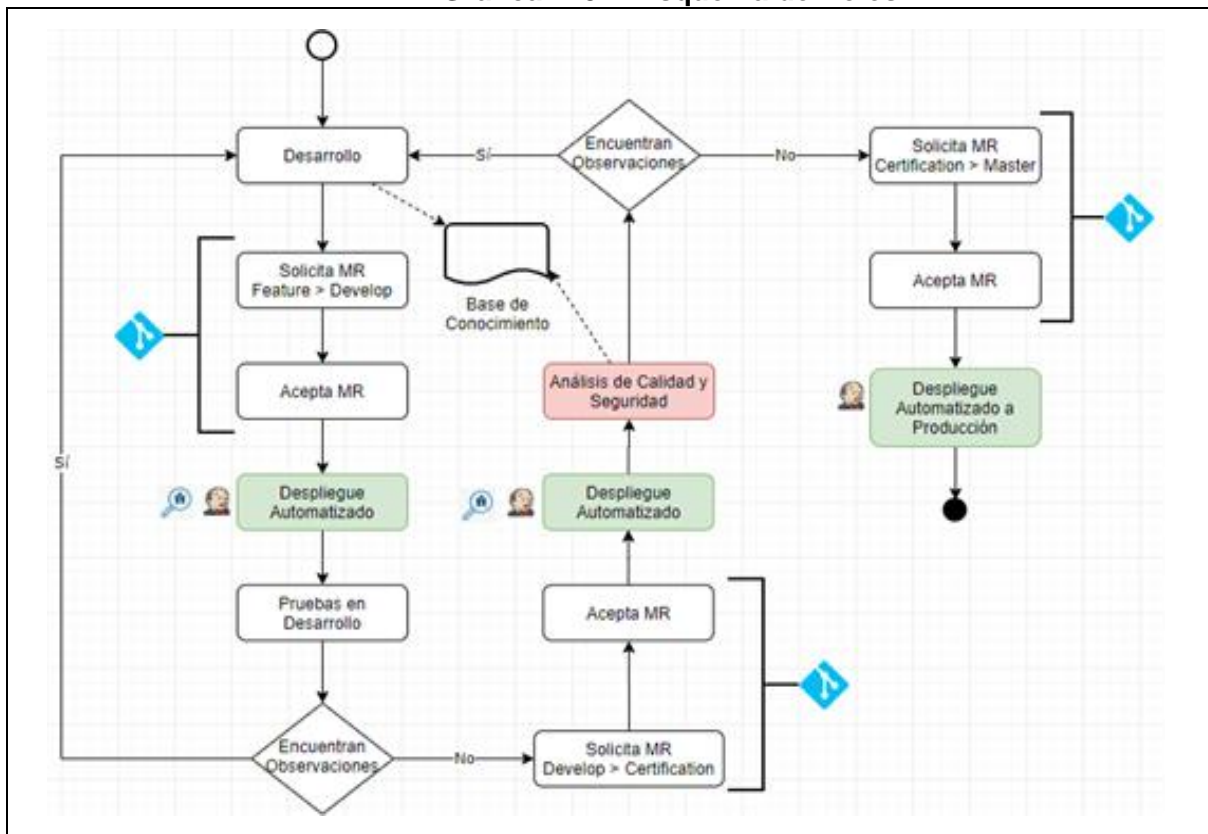 Desarrollo
Solicita MR
Feature > Develop
Acepta MR
Despliegue
Automatizado
Pruebas en
Desarrollo
Encuentran
Observaciones
Sí
No
Solicita MR
Develop > Certification
Acepta MR
Despliegue
Automatizado
Análisis de Calidad y
Seguridad
Base de
Conocimiento
Encuentran
Observaciones
Sí
No
Solicita MR
Certification > Master
Acepta MR
Despliegue
Automatizado a
Producción